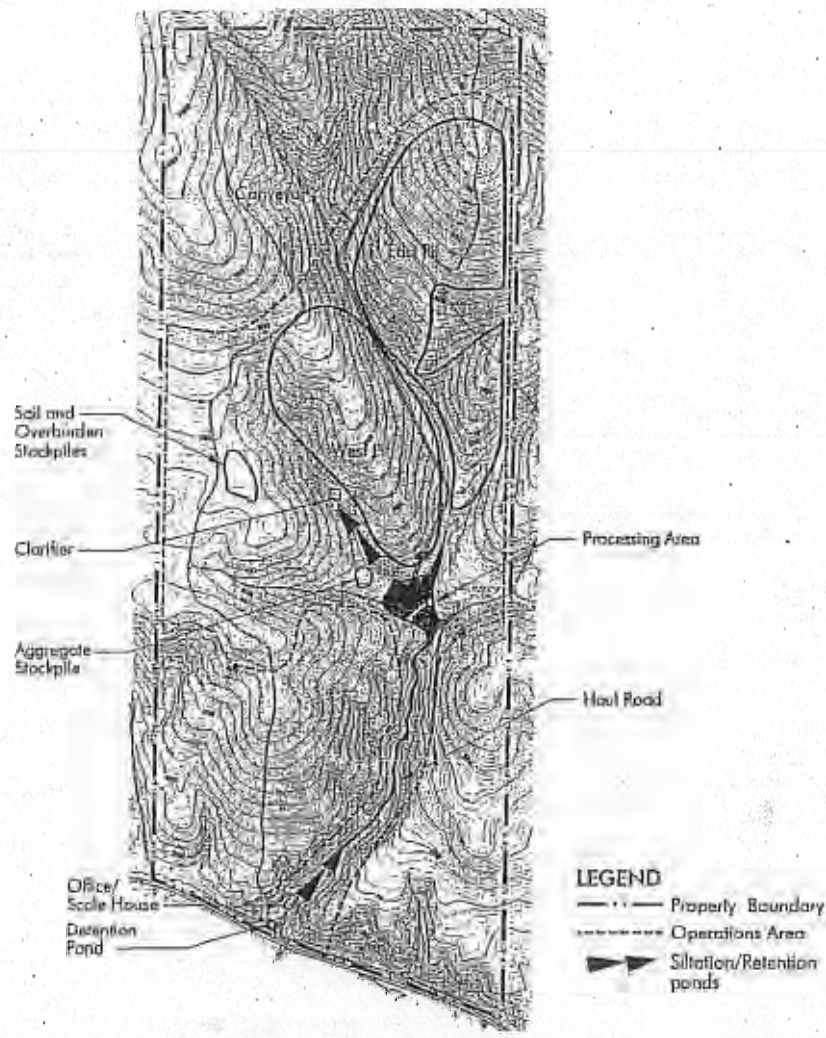 Conveyor
East Pit
Soil and
Overburden
Stockpiles
West Pit
Clarifier
Processing Area
Aggregate
Stockpile
Haul Road
Office/
Scale House
Detention
Pond
LEGEND
Property Boundary
Operations Area
Siltation/Retention
ponds